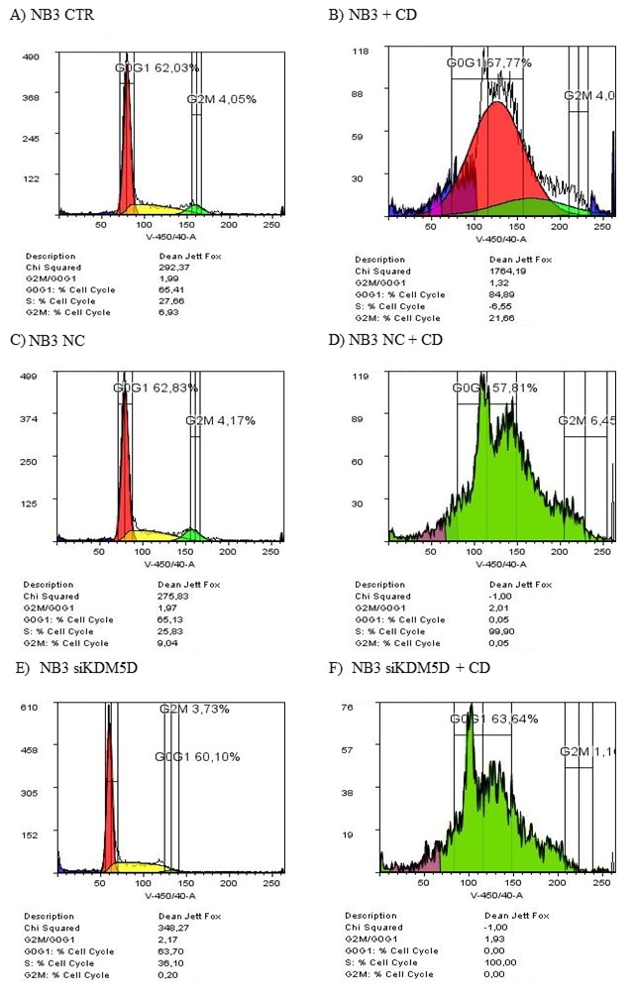 A) NB3 CTR
490
368
245
122
G0G1 62,03%
G2M 4,05%
50 100 150 200 250
V-450/40-A
Description Dean Jett Fox
Chi Squared 292,37
G2M/G0G1 1,99
G0G1: % Cell Cycle 65,41
S: % Cell Cycle 27,66
G2M: % Cell Cycle 6,93
B) NB3 + CD
118
88
59
30
G0G1 67,77%
G2M 4,0
50 100 150 200 250
V-450/40-A
Description Dean Jett Fox
Chi Squared 1764,19
G2M/G0G1 1,32
G0G1: % Cell Cycle 84,89
S: % Cell Cycle -6,55
G2M: % Cell Cycle 21,66
C) NB3 NC
499
374
250
125
G0G1 62,83%
G2M 4,17%
50 100 150 200 250
V-450/40-A
Description Dean Jett Fox
Chi Squared 275,83
G2M/G0G1 1,97
G0G1: % Cell Cycle 65,13
S: % Cell Cycle 25,83
G2M: % Cell Cycle 9,04
D) NB3 NC + CD
119
89
60
30
G0G1 57,81%
G2M 6,45
50 100 150 200 250
V-450/40-A
Description Dean Jett Fox
Chi Squared -1,00
G2M/G0G1 2,01
G0G1: % Cell Cycle 0,05
S: % Cell Cycle 99,90
G2M: % Cell Cycle 0,05
E) NB3 siKDM5D
610
458
305
152
G2M 3,73%
G0G1 60,10%
50 100 150 200 250
V-450/40-A
Description Dean Jett Fox
Chi Squared 348,27
G2M/G0G1 2,17
G0G1: % Cell Cycle 63,70
S: % Cell Cycle 36,10
G2M: % Cell Cycle 0,20
F) NB3 siKDM5D + CD
76
57
38
19
G0G1 63,64%
G2M 1,1
50 100 150 200 250
V-450/40-A
Description Dean Jett Fox
Chi Squared -1,00
G2M/G0G1 1,93
G0G1: % Cell Cycle 0,00
S: % Cell Cycle 100,00
G2M: % Cell Cycle 0,00